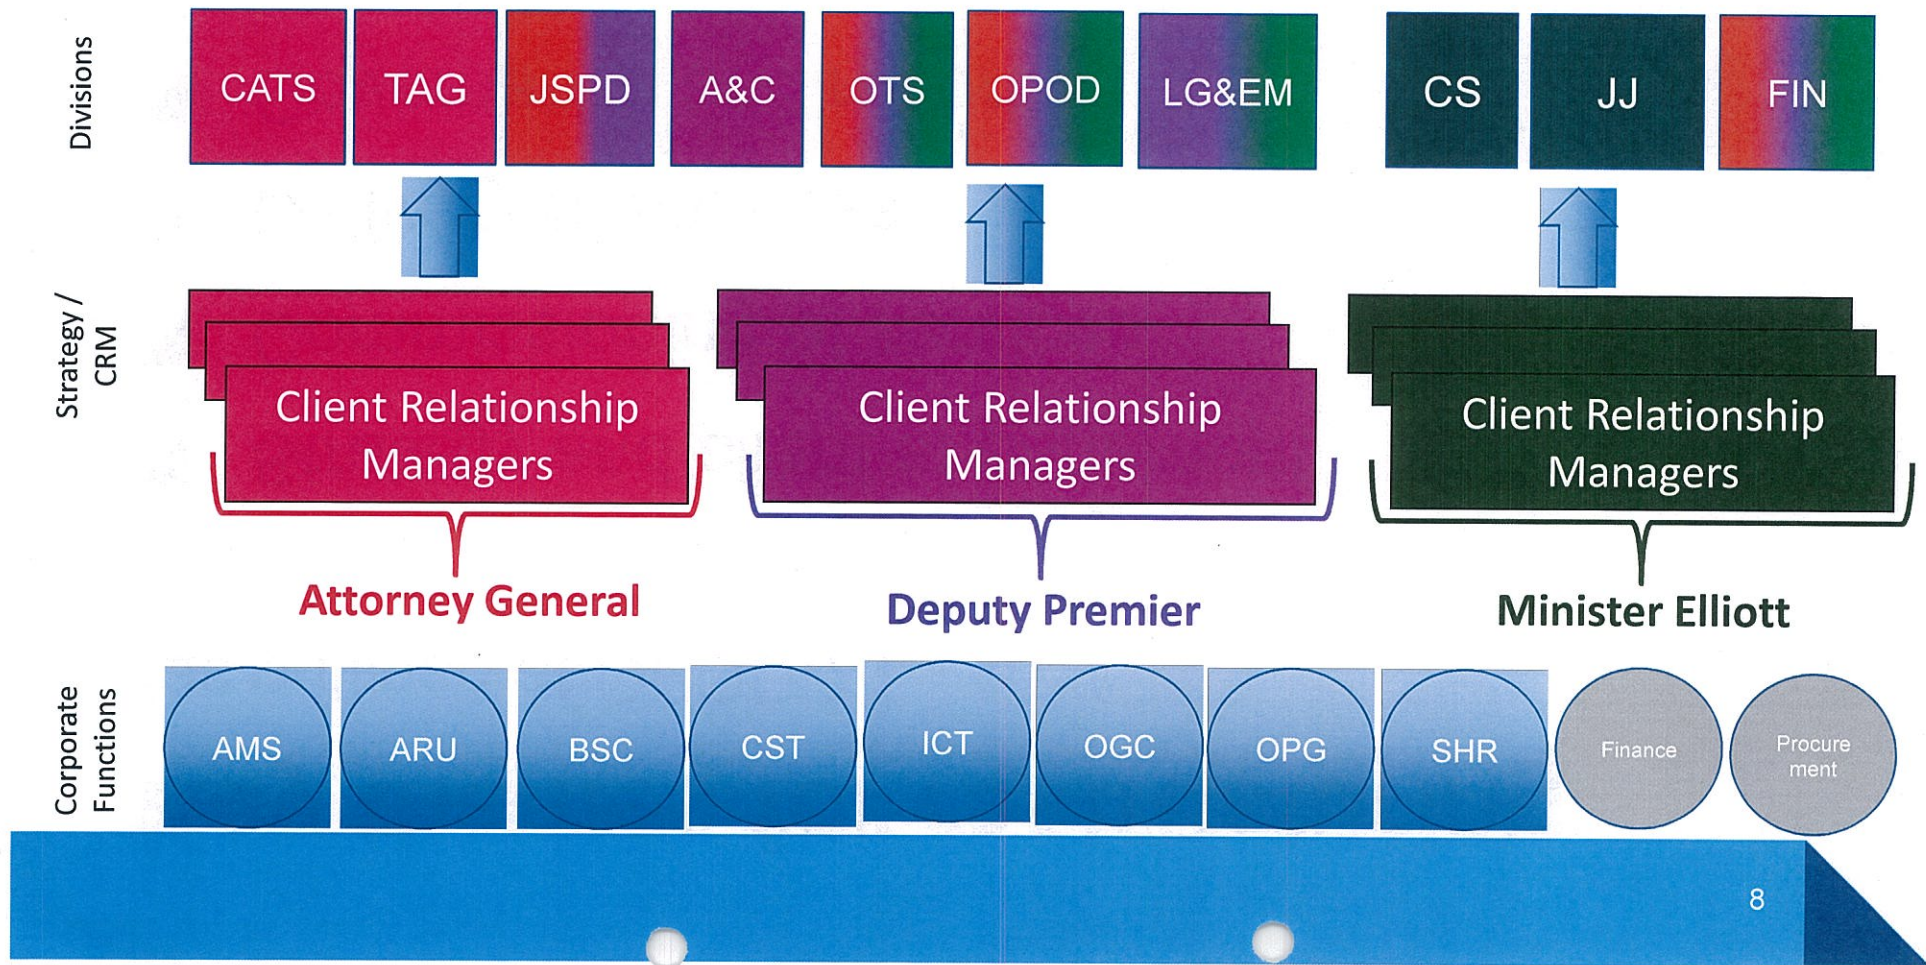 Divisions
CATS
TAG
JSPD
A&C
OTS
OPOD
LG&EM
CS
JJ
FIN
Strategy /
CRM
Client Relationship
Managers
Client Relationship
Managers
Client Relationship
Managers
Attorney General
Deputy Premier
Minister Elliott
Corporate
Functions
AMS
ARU
BSC
CST
ICT
OGC
OPG
SHR
Finance
Procure
ment
8